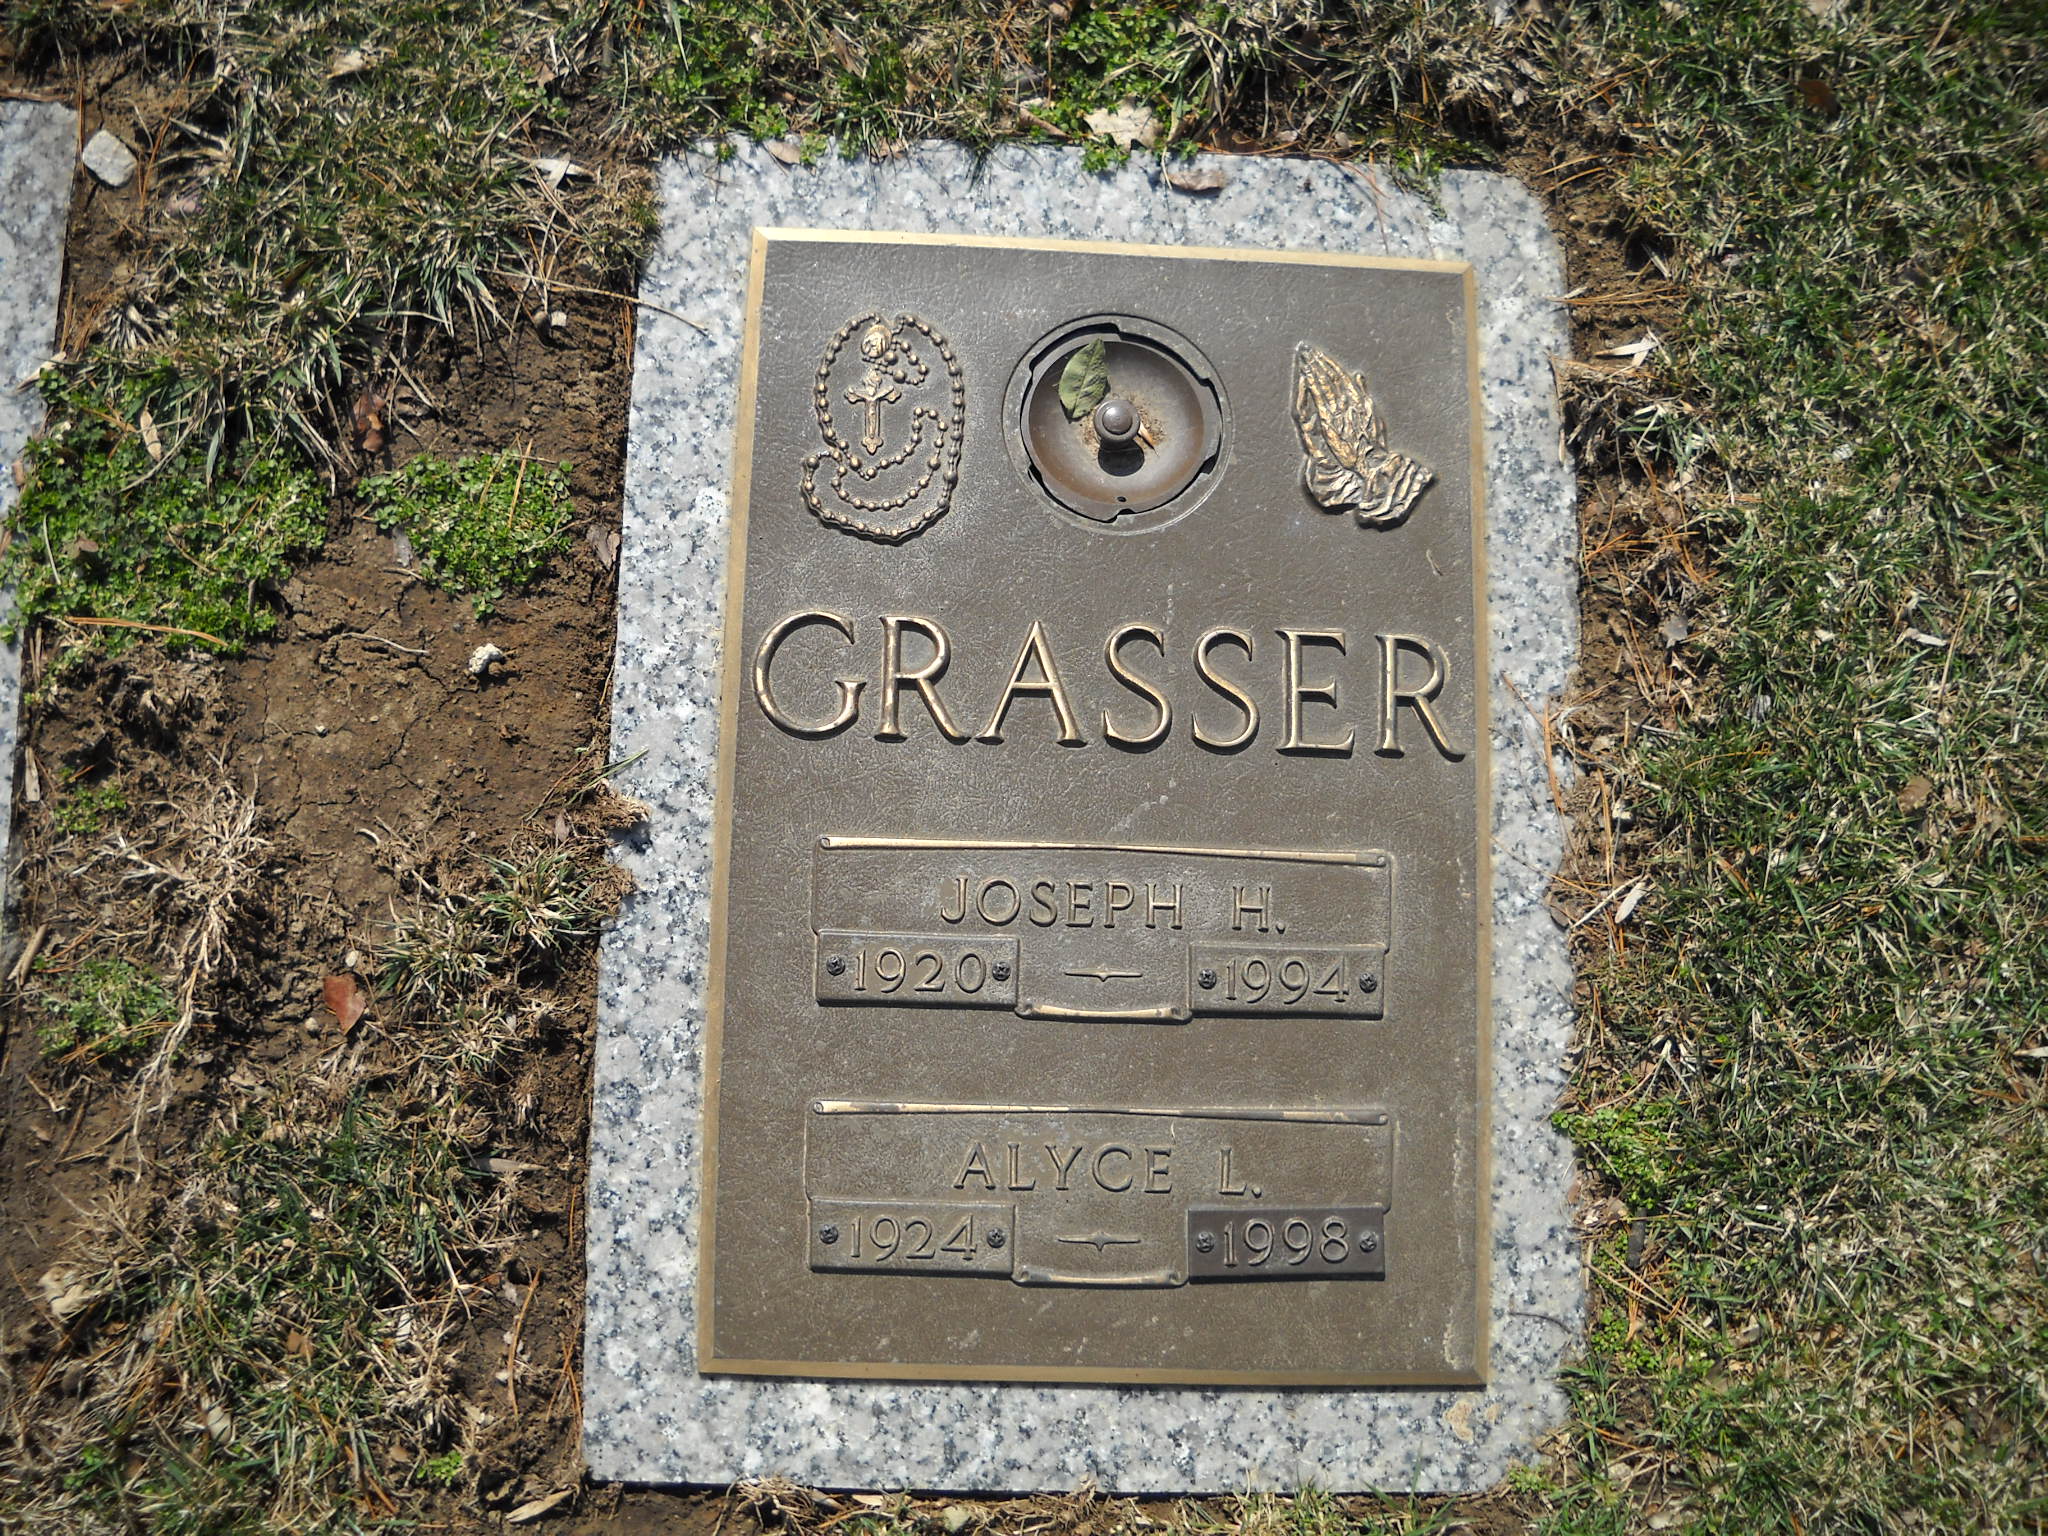 GRASSER
JOSEPH H.
1920 - 1994
ALYCE L.
1924 - 1998